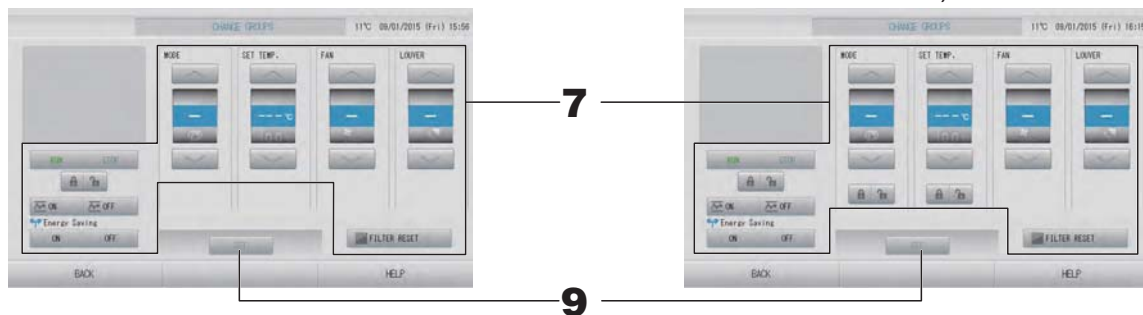 CHANGE GROUPS 11°C 09/01/2015 (Fri) 15:56
MODE SET TEMP. FAN LOUVER
– ---°C – –
RUN STOP
ON OFF
Energy Saving
ON OFF
FILTER RESET
BACK HELP
7
9
CHANGE GROUPS 11°C 09/01/2015 (Fri) 16:15
MODE SET TEMP. FAN LOUVER
– ---°C – –
RUN STOP
ON OFF
Energy Saving
ON OFF
FILTER RESET
BACK HELP